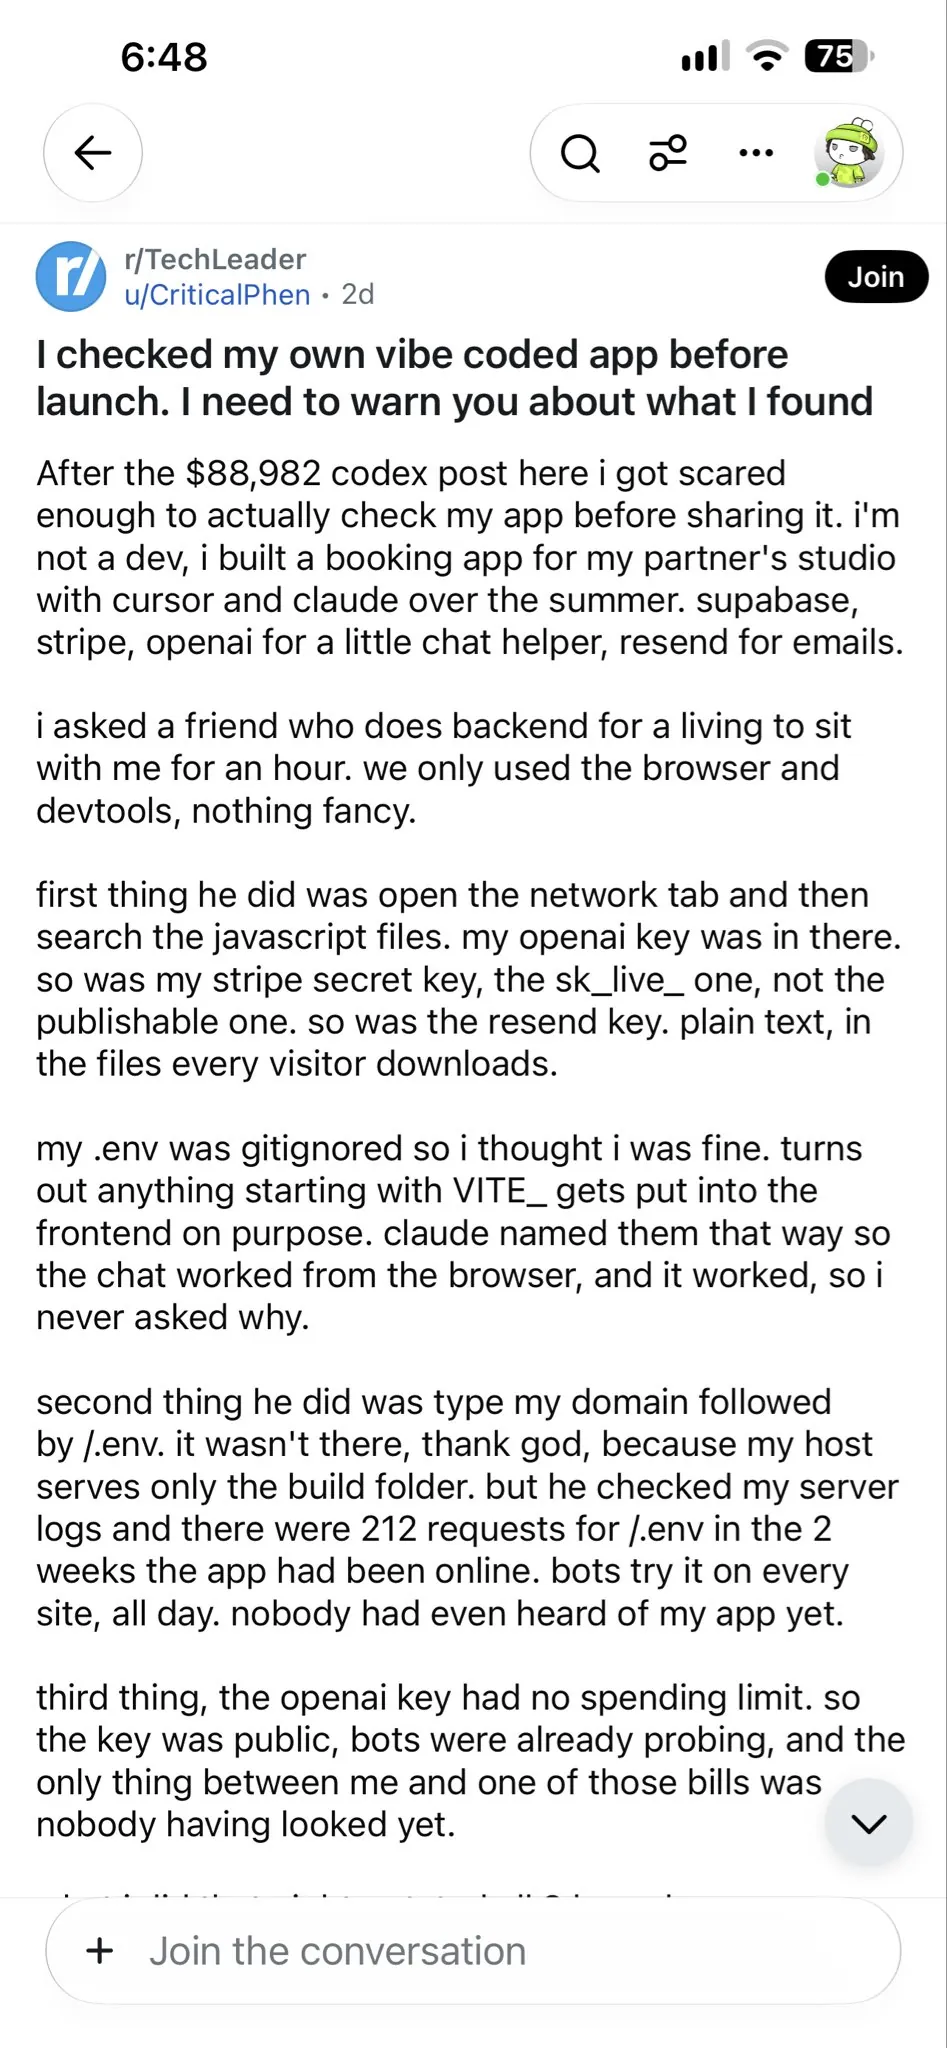 6:48
75
r/TechLeader
u/CriticalPhen • 2d
Join
I checked my own vibe coded app before
launch. I need to warn you about what I found
After the $88,982 codex post here i got scared
enough to actually check my app before sharing it. i'm
not a dev, i built a booking app for my partner's studio
with cursor and claude over the summer. supabase,
stripe, openai for a little chat helper, resend for emails.
i asked a friend who does backend for a living to sit
with me for an hour. we only used the browser and
devtools, nothing fancy.
first thing he did was open the network tab and then
search the javascript files. my openai key was in there.
so was my stripe secret key, the sk_live_ one, not the
publishable one. so was the resend key. plain text, in
the files every visitor downloads.
my .env was gitignored so i thought i was fine. turns
out anything starting with VITE_ gets put into the
frontend on purpose. claude named them that way so
the chat worked from the browser, and it worked, so i
never asked why.
second thing he did was type my domain followed
by /.env. it wasn't there, thank god, because my host
serves only the build folder. but he checked my server
logs and there were 212 requests for /.env in the 2
weeks the app had been online. bots try it on every
site, all day. nobody had even heard of my app yet.
third thing, the openai key had no spending limit. so
the key was public, bots were already probing, and the
only thing between me and one of those bills was
nobody having looked yet.
Join the conversation